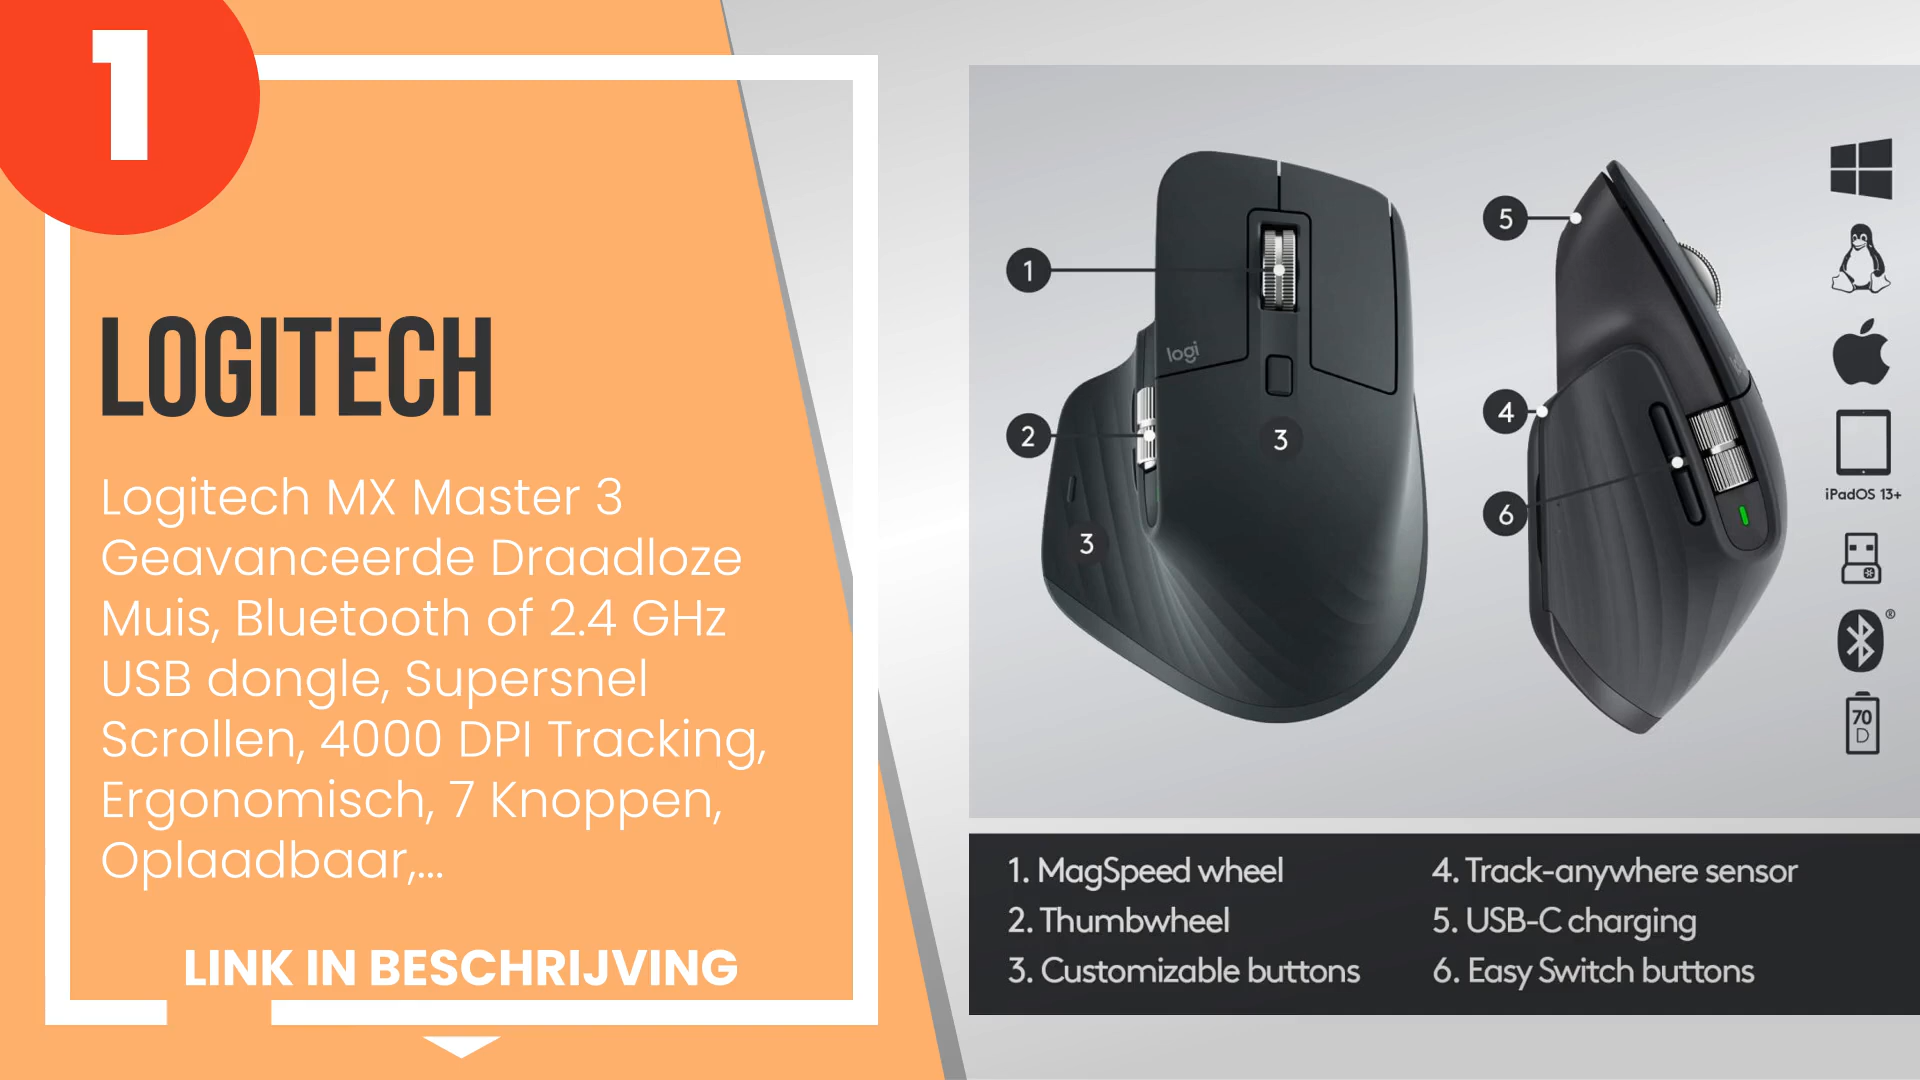 1
LOGITECH
Logitech MX Master 3
Geavanceerde Draadloze
Muis, Bluetooth of 2.4 GHz
USB dongle, Supersnel
Scrollen, 4000 DPI Tracking,
Ergonomisch, 7 Knoppen,
Oplaadbaar,...
LINK IN BESCHRIJVING
1
2
3
3
logi
5
4
6
iPadOS 13+
®
70
D
1. MagSpeed wheel
2. Thumbwheel
3. Customizable buttons
4. Track-anywhere sensor
5. USB-C charging
6. Easy Switch buttons